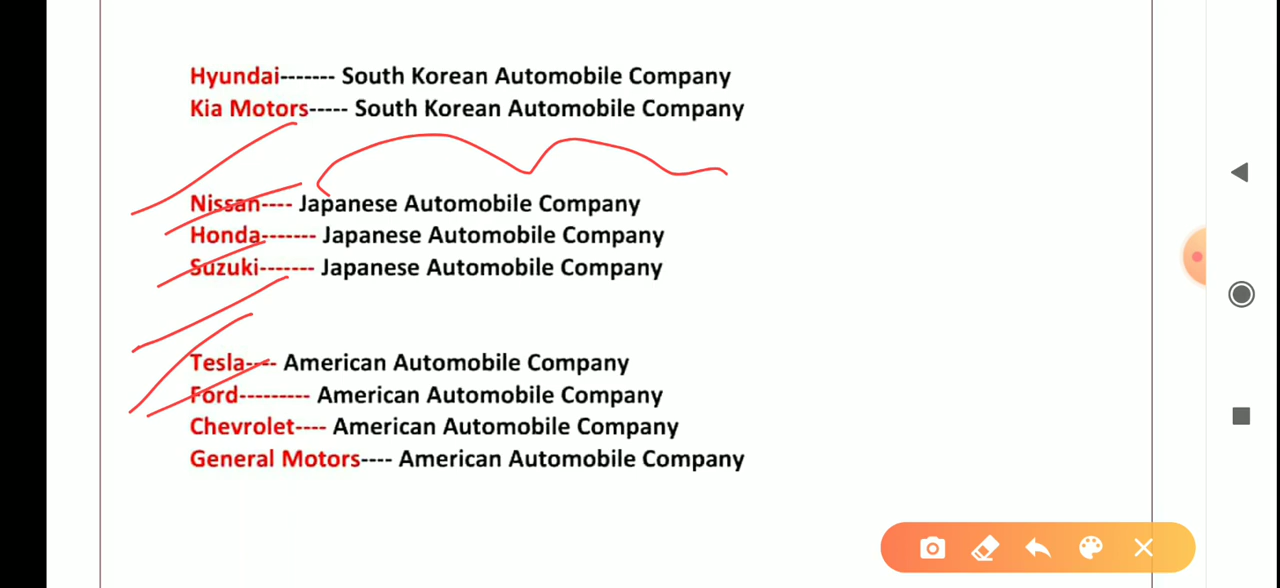 Hyundai------- South Korean Automobile Company
Kia Motors----- South Korean Automobile Company
Nissan---- Japanese Automobile Company
Honda------- Japanese Automobile Company
Suzuki------- Japanese Automobile Company
Tesla---- American Automobile Company
Ford--------- American Automobile Company
Chevrolet---- American Automobile Company
General Motors---- American Automobile Company